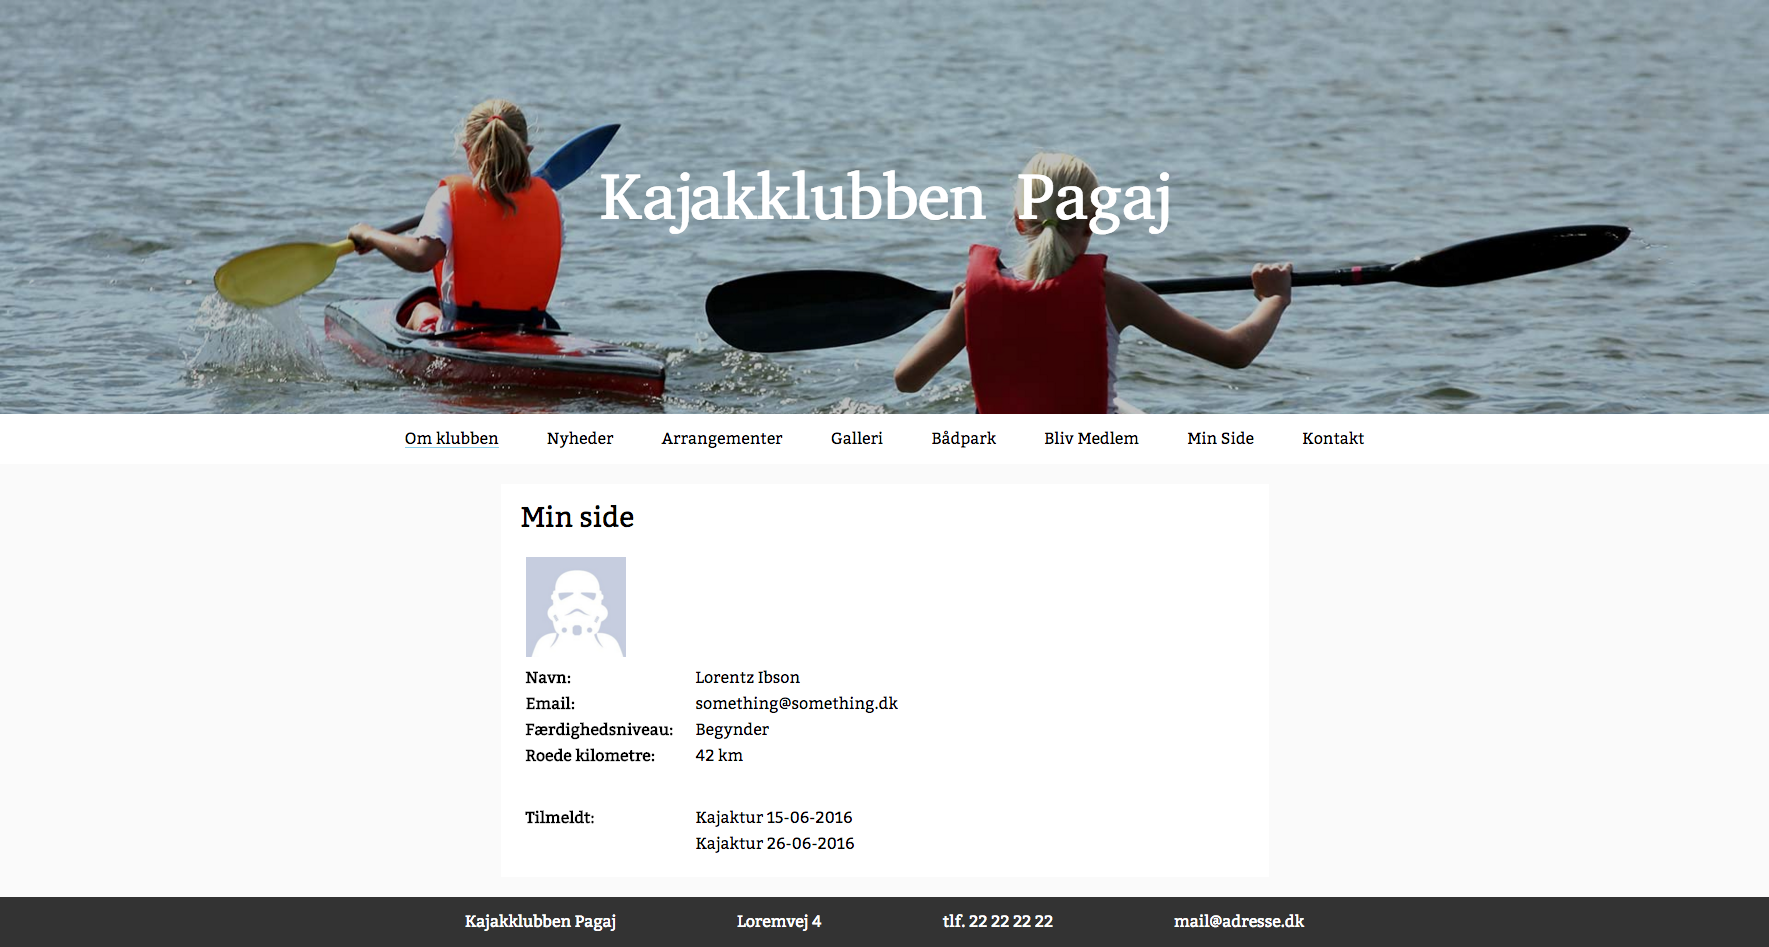 Kajakklubben Pagaj
Om klubben Nyheder Arrangementer Galleri Bådpark Bliv Medlem Min Side Kontakt
Min side
Navn: Lorentz Ibson
Email: something@something.dk
Færdighedsniveau: Begynder
Roede kilometre: 42 km
Tilmeldt: Kajaktur 15-06-2016
Kajaktur 26-06-2016
Kajakklubben Pagaj Loremvej 4 tlf. 22 22 22 22 mail@adresse.dk